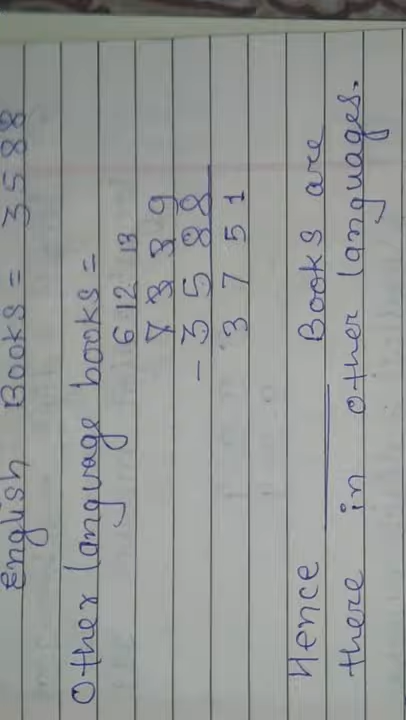 English Books = 3588
Other language books =
6 12 13
7 3 3 9
- 3 5 8 8
3 7 5 1
Hence ______ Books are
there in other languages.